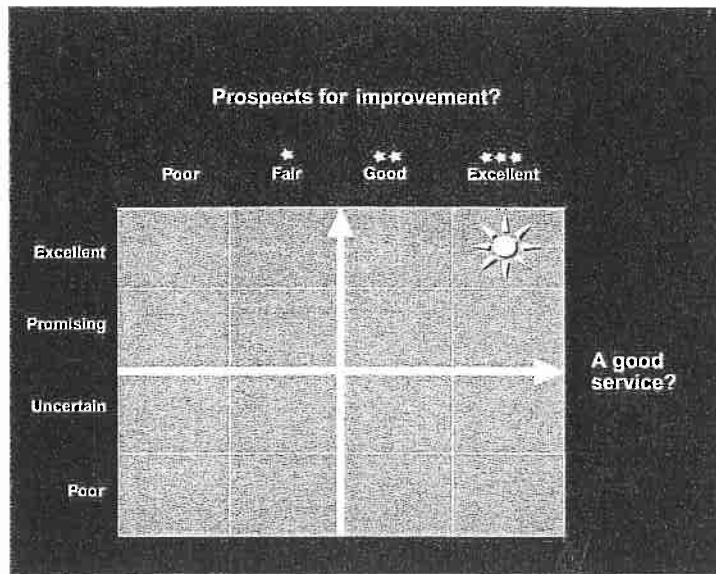 Prospects for improvement?
Poor Fair Good Excellent
Excellent
Promising
A good
service?
Uncertain
Poor